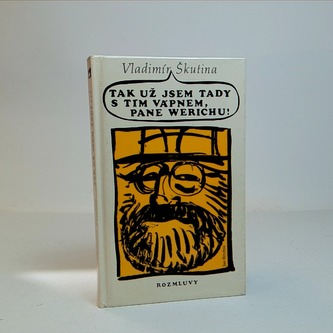 Vladimír Škutina
TAK UŽ JSEM TADY
S TÍM VÁPNEM,
PANE WERICHU!
ROZMLUVY